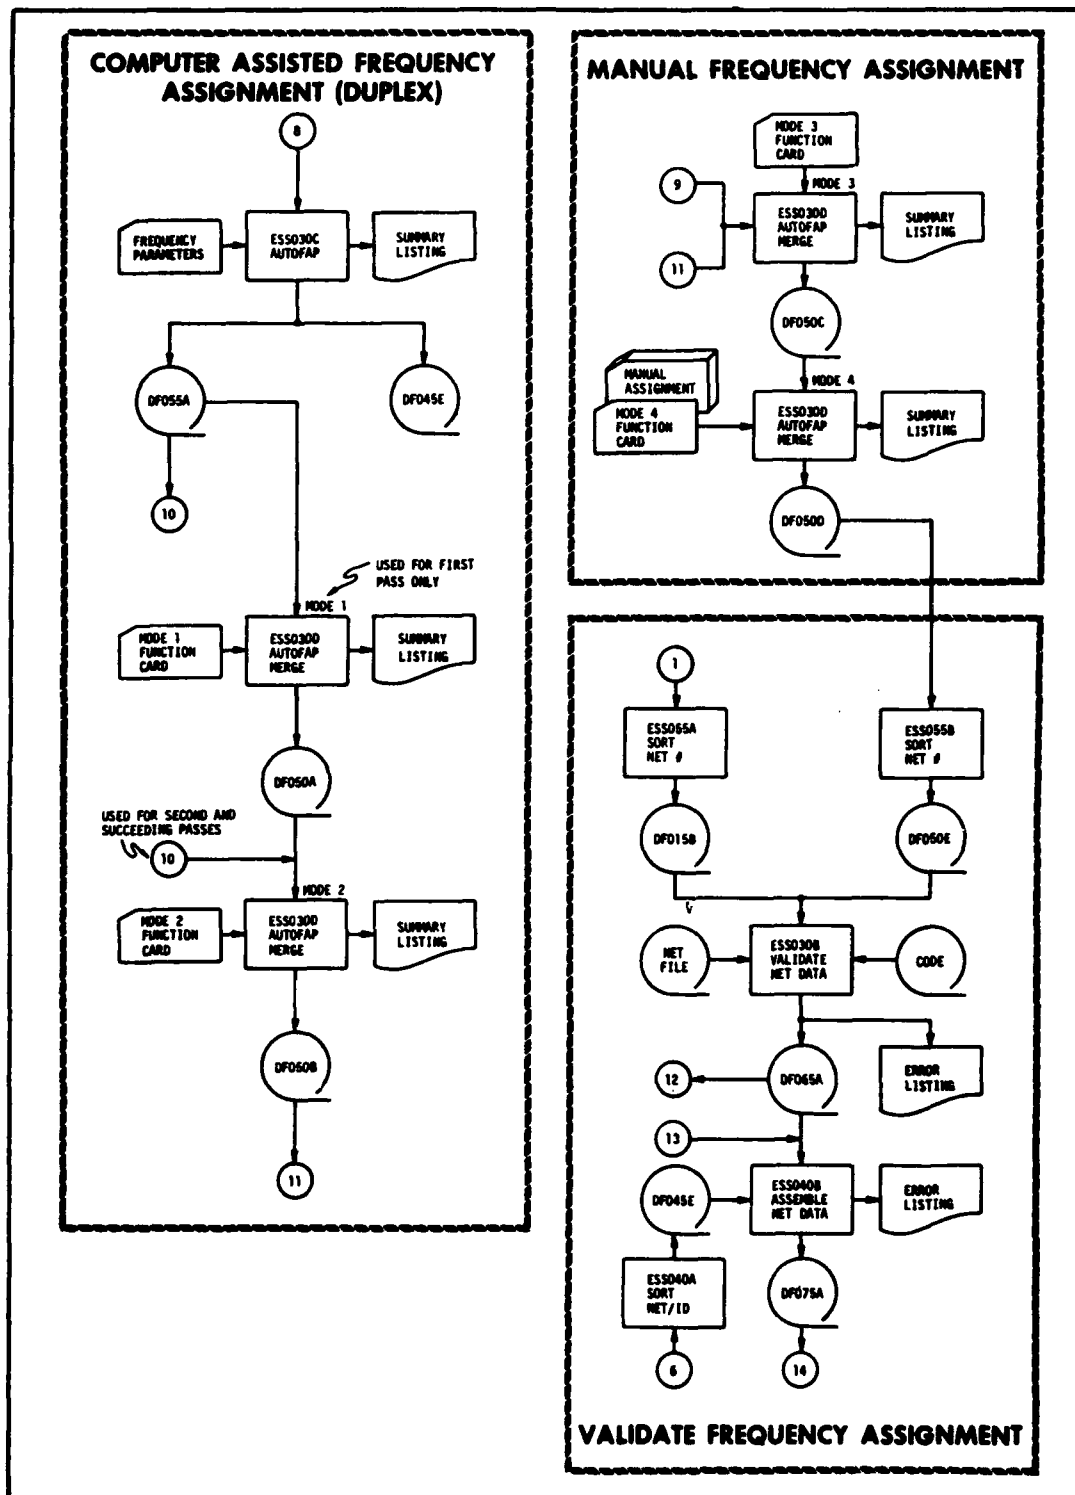 COMPUTER ASSISTED FREQUENCY
ASSIGNMENT (DUPLEX)
8
FREQUENCY
PARAMETERS
ESS030C
AUTOFAP
SUMMARY
LISTING
DF055A
DF045E
10
USED FOR FIRST
PASS ONLY
MODE 1
MODE 1
FUNCTION
CARD
ESS030D
AUTOFAP
MERGE
SUMMARY
LISTING
DF050A
USED FOR SECOND AND
SUCCEEDING PASSES
10
MODE 2
MODE 2
FUNCTION
CARD
ESS030D
AUTOFAP
MERGE
SUMMARY
LISTING
DF050B
11
MANUAL FREQUENCY ASSIGNMENT
MODE 3
FUNCTION
CARD
MODE 3
9
11
ESS030D
AUTOFAP
MERGE
SUMMARY
LISTING
DF050C
MODE 4
MANUAL
ASSIGNMENT
MODE 4
FUNCTION
CARD
ESS030D
AUTOFAP
MERGE
SUMMARY
LISTING
DF050D
1
ESS055A
SORT
NET #
ESS055B
SORT
NET #
DF015B
DF050E
NET
FILE
ESS030B
VALIDATE
NET DATA
CODE
12
DF065A
ERROR
LISTING
13
DF045E
ESS040B
ASSEMBLE
NET DATA
ERROR
LISTING
ESS040A
SORT
NET/ID
DF075A
6
14
VALIDATE FREQUENCY ASSIGNMENT